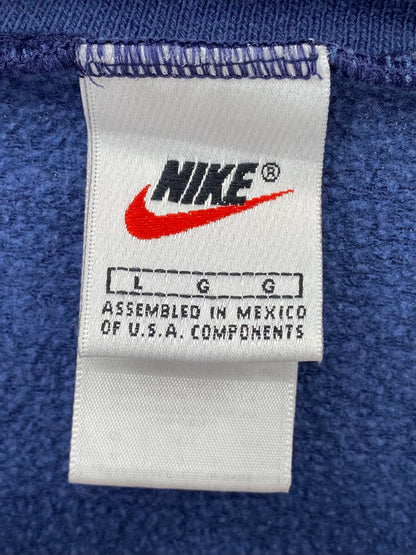 NIKE®
L G G
ASSEMBLED IN MEXICO
OF U.S.A. COMPONENTS